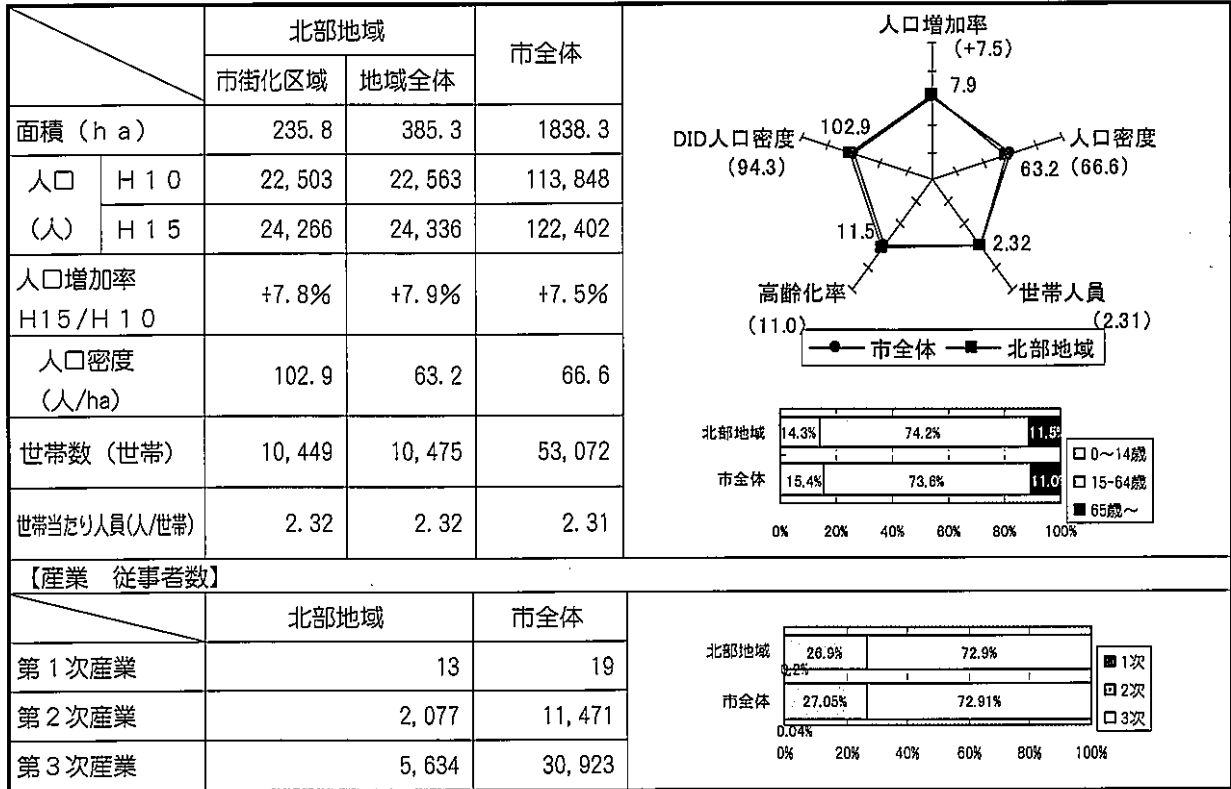 北部地域
市全体
市街化区域
地域全体
面積(ha) 235.8 385.3 1838.3
人口(人) H10 22,503 22,563 113,848
H15 24,266 24,336 122,402
人口増加率
H15/H10
+7.8% +7.9% +7.5%
人口密度
(人/ha)
102.9 63.2 66.6
世帯数(世帯) 10,449 10,475 53,072
世帯当たり人員(人/世帯) 2.32 2.32 2.31
人口増加率
(+7.5)
7.9
DID人口密度
(94.3)
102.9
人口密度
63.2 (66.6)
11.5
2.32
高齢化率
(11.0)
世帯人員
(2.31)
市全体 北部地域
北部地域 14.3% 74.2% 11.5%
市全体 15.4% 73.6% 11.0%
0% 20% 40% 60% 80% 100%
0~14歳
15-64歳
65歳~
【産業 従事者数】
北部地域 市全体
第1次産業 13 19
第2次産業 2,077 11,471
第3次産業 5,634 30,923
北部地域 26.9% 72.9%
0.2%
市全体 27.05% 72.91%
0.04%
0% 20% 40% 60% 80% 100%
1次
2次
3次